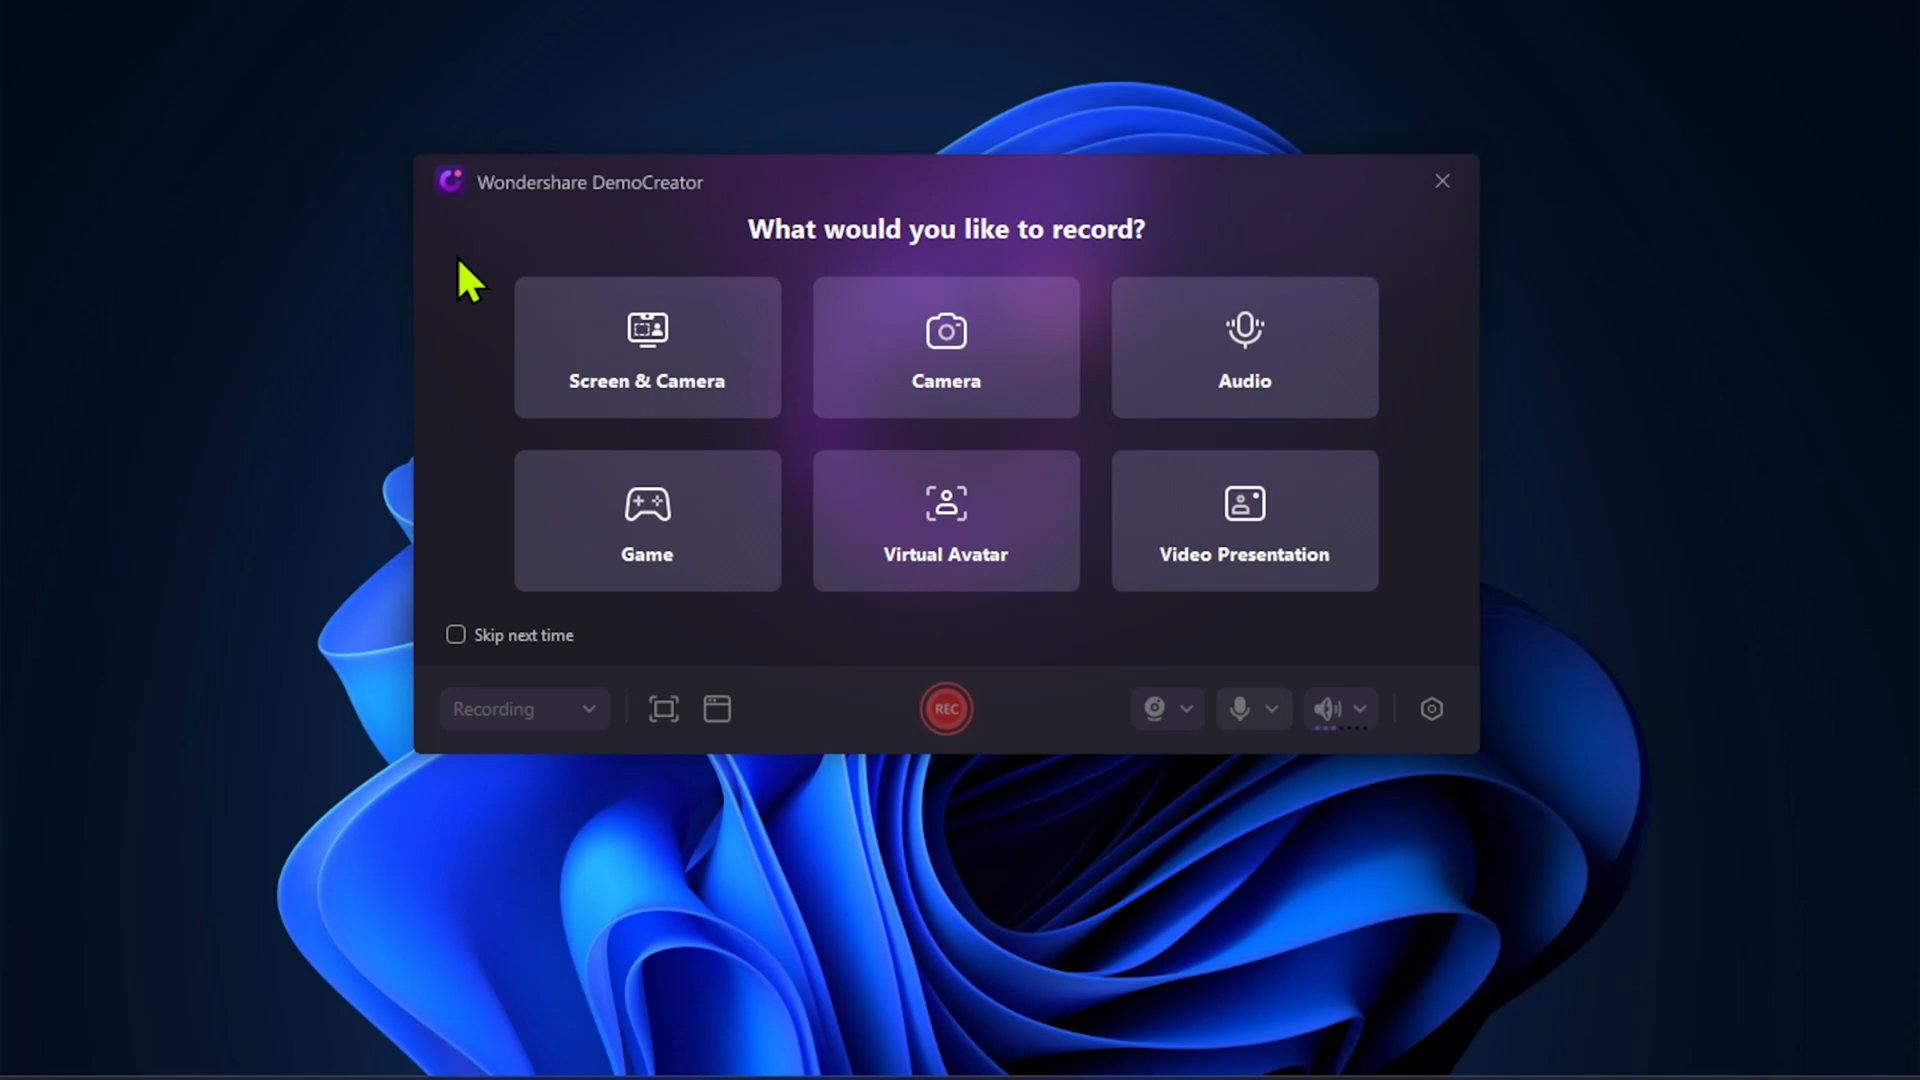 Wondershare DemoCreator
What would you like to record?
Screen & Camera
Camera
Audio
Game
Virtual Avatar
Video Presentation
Skip next time
Recording
REC